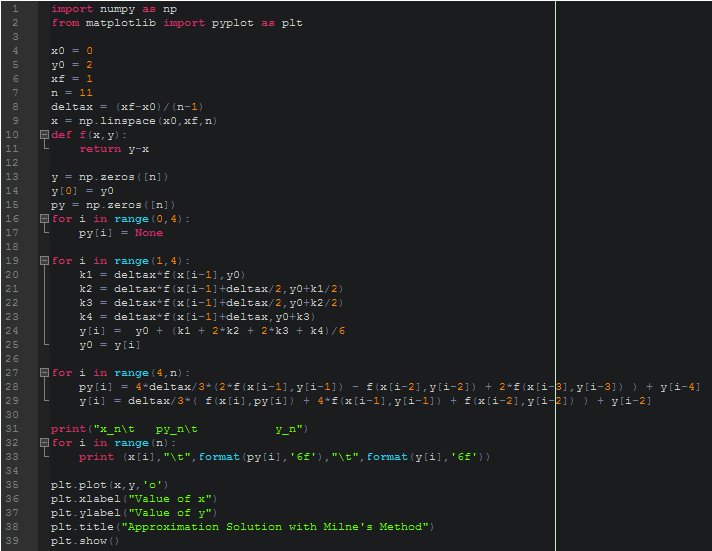 1 import numpy as np
2 from matplotlib import pyplot as plt
3
4 x0 = 0
5 y0 = 2
6 xf = 1
7 n = 11
8 deltax = (xf-x0)/(n-1)
9 x = np.linspace(x0,xf,n)
10 def f(x,y):
11     return y-x
12
13 y = np.zeros([n])
14 y[0] = y0
15 py = np.zeros([n])
16 for i in range(0,4):
17     py[i] = None
18
19 for i in range(1,4):
20     k1 = deltax*f(x[i-1],y0)
21     k2 = deltax*f(x[i-1]+deltax/2,y0+k1/2)
22     k3 = deltax*f(x[i-1]+deltax/2,y0+k2/2)
23     k4 = deltax*f(x[i-1]+deltax,y0+k3)
24     y[i] =  y0 + (k1 + 2*k2 + 2*k3 + k4)/6
25     y0 = y[i]
26
27 for i in range(4,n):
28     py[i] = 4*deltax/3*(2*f(x[i-1],y[i-1]) - f(x[i-2],y[i-2]) + 2*f(x[i-3],y[i-3]) ) + y[i-4]
29     y[i] = deltax/3*( f(x[i],py[i]) + 4*f(x[i-1],y[i-1]) + f(x[i-2],y[i-2]) ) + y[i-2]
30
31 print("x_n\t   py_n\t           y_n")
32 for i in range(n):
33     print (x[i],"\t",format(py[i],'6f'),"\t",format(y[i],'6f'))
34
35 plt.plot(x,y,'o')
36 plt.xlabel("Value of x")
37 plt.ylabel("Value of y")
38 plt.title("Approximation Solution with Milne's Method")
39 plt.show()